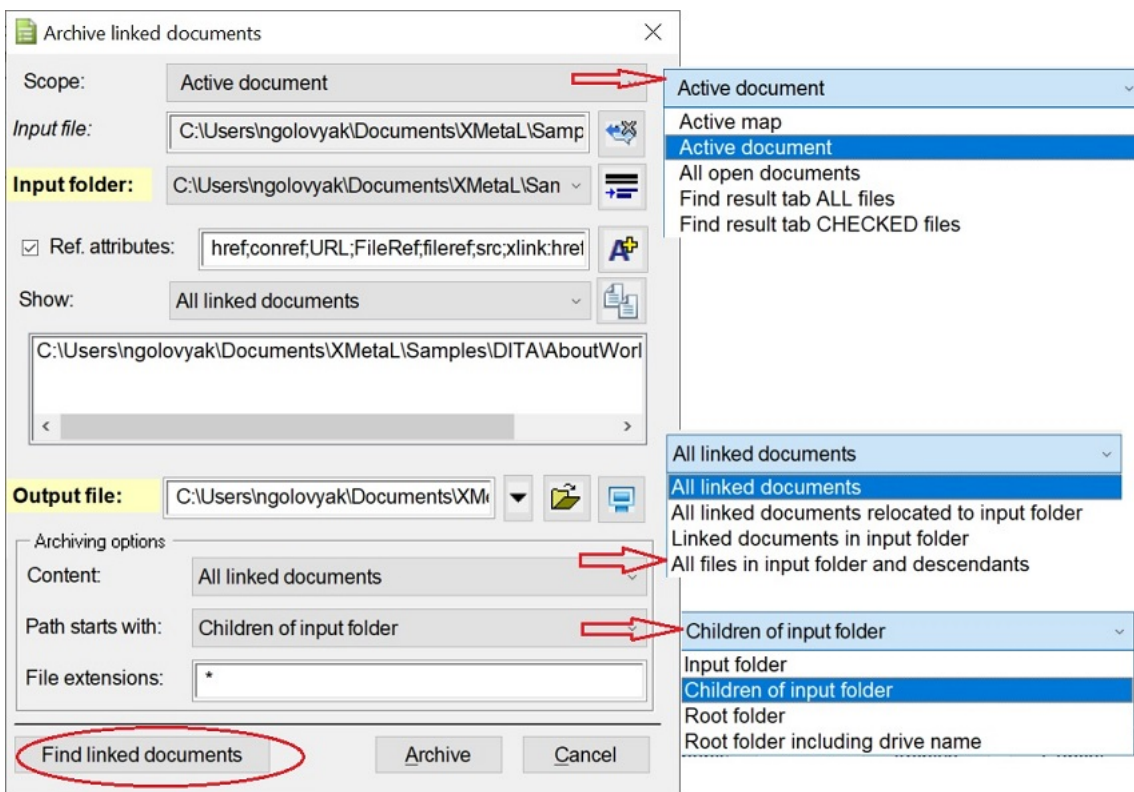 Archive linked documents
Scope: Active document
Input file: C:\Users\ngolovyak\Documents\XMetaL\Samp
Input folder: C:\Users\ngolovyak\Documents\XMetaL\San
Ref. attributes: href;conref;URL;FileRef;fileref;src;xlink:href
Show: All linked documents
C:\Users\ngolovyak\Documents\XMetaL\Samples\DITA\AboutWorl
Output file: C:\Users\ngolovyak\Documents\XMe
Archiving options
Content: All linked documents
Path starts with: Children of input folder
File extensions: *
Find linked documents Archive Cancel
Active document
Active map
Active document
All open documents
Find result tab ALL files
Find result tab CHECKED files
All linked documents
All linked documents
All linked documents relocated to input folder
Linked documents in input folder
All files in input folder and descendants
Children of input folder
Input folder
Children of input folder
Root folder
Root folder including drive name